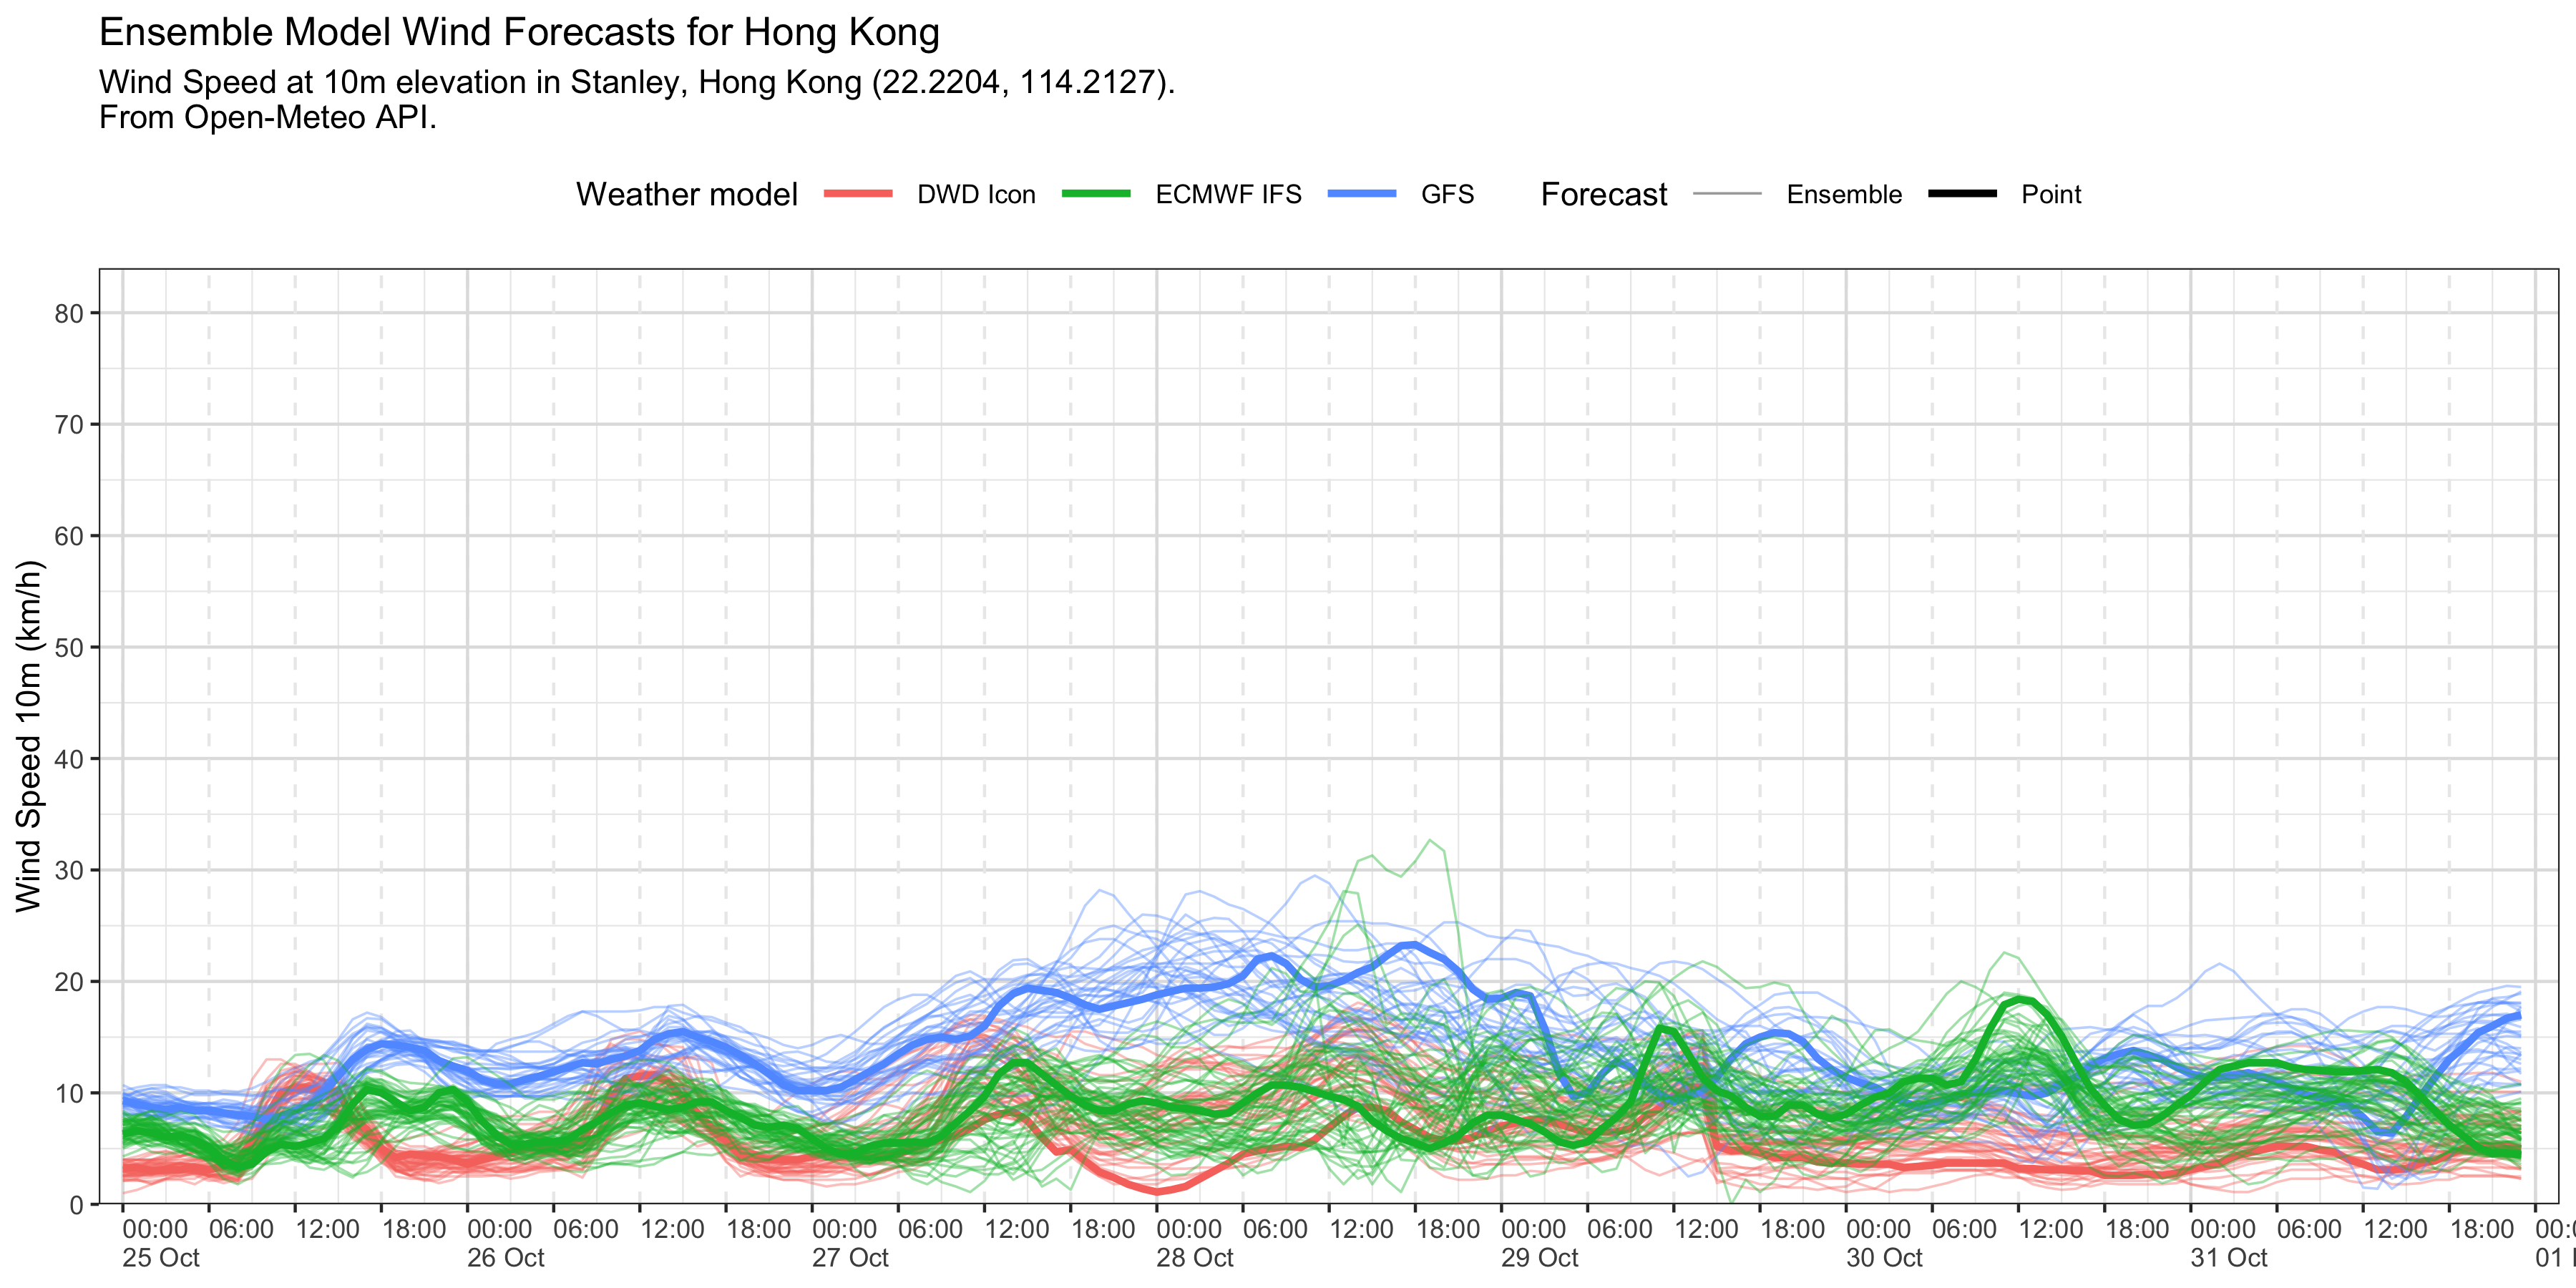 Ensemble Model Wind Forecasts for Hong Kong
Wind Speed at 10m elevation in Stanley, Hong Kong (22.2204, 114.2127).
From Open-Meteo API.
Weather model DWD Icon ECMWF IFS GFS Forecast Ensemble Point
Wind Speed 10m (km/h)
80
70
60
50
40
30
20
10
0
00:00 06:00 12:00 18:00 00:00 06:00 12:00 18:00 00:00 06:00 12:00 18:00 00:00 06:00 12:00 18:00 00:00 06:00 12:00 18:00 00:00 06:00 12:00 18:00 00:00 06:00 12:00 18:00
25 Oct 26 Oct 27 Oct 28 Oct 29 Oct 30 Oct 31 Oct 01